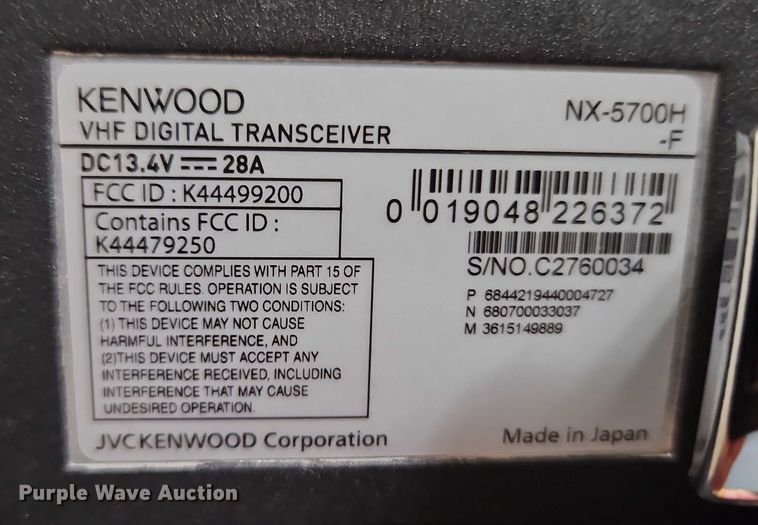 KENWOOD
NX-5700H
-F
VHF DIGITAL TRANSCEIVER
DC13.4V ⎓ 28A
FCC ID : K44499200
Contains FCC ID :
K44479250
0 019048 226372
S/NO.C2760034
P 6844219440004727
N 680700033037
M 3615149889
THIS DEVICE COMPLIES WITH PART 15 OF
THE FCC RULES. OPERATION IS SUBJECT
TO THE FOLLOWING TWO CONDITIONS:
(1) THIS DEVICE MAY NOT CAUSE
HARMFUL INTERFERENCE, AND
(2)THIS DEVICE MUST ACCEPT ANY
INTERFERENCE RECEIVED, INCLUDING
INTERFERENCE THAT MAY CAUSE
UNDESIRED OPERATION.
JVCKENWOOD Corporation
Made in Japan
Purple Wave Auction